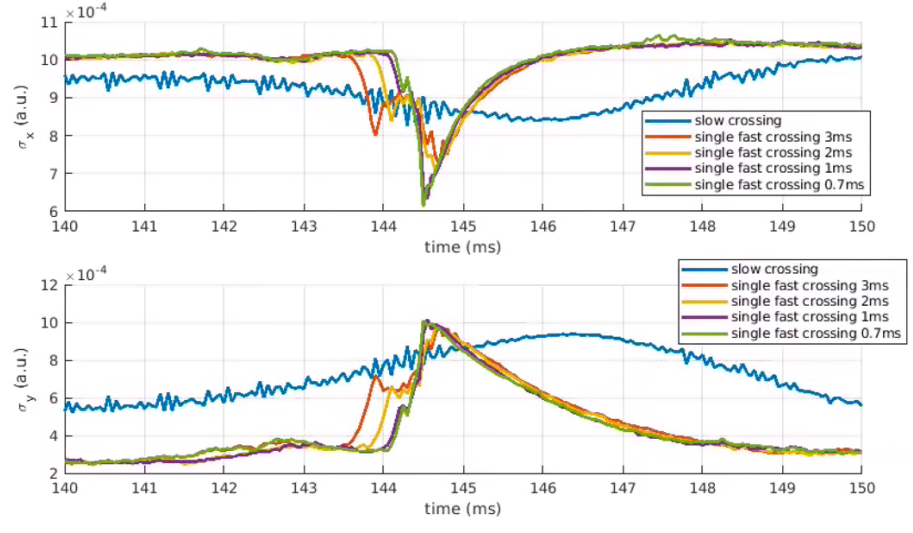 ×10⁻⁴
11
10
9
8
7
6
σx (a.u.)
140 141 142 143 144 145 146 147 148 149 150
time (ms)
slow crossing
single fast crossing 3ms
single fast crossing 2ms
single fast crossing 1ms
single fast crossing 0.7ms
×10⁻⁴
12
10
8
6
4
2
σy (a.u.)
140 141 142 143 144 145 146 147 148 149 150
time (ms)
slow crossing
single fast crossing 3ms
single fast crossing 2ms
single fast crossing 1ms
single fast crossing 0.7ms